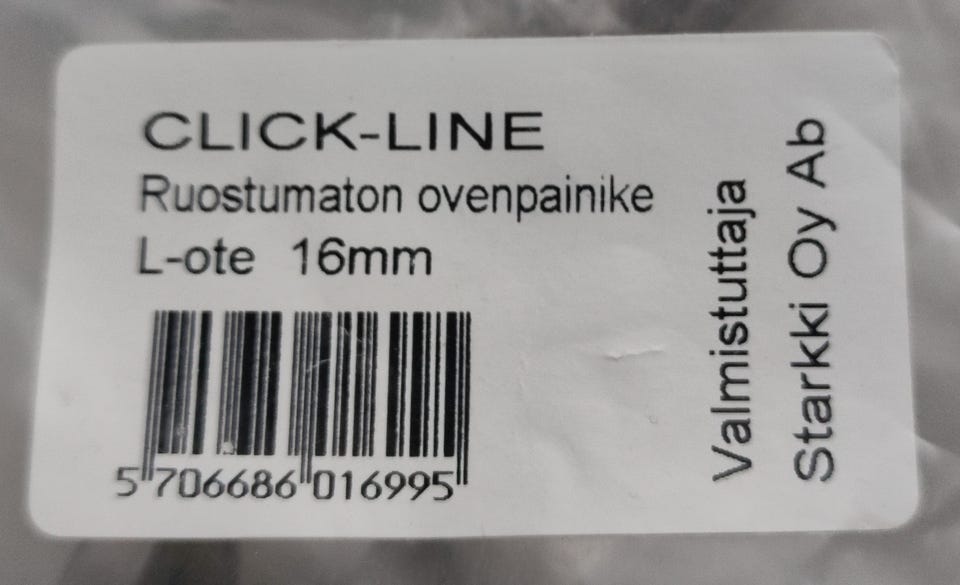 CLICK-LINE
Ruostumaton ovenpainike
L-ote 16mm
5 706686 016995
Valmistuttaja
Starkki Oy Ab